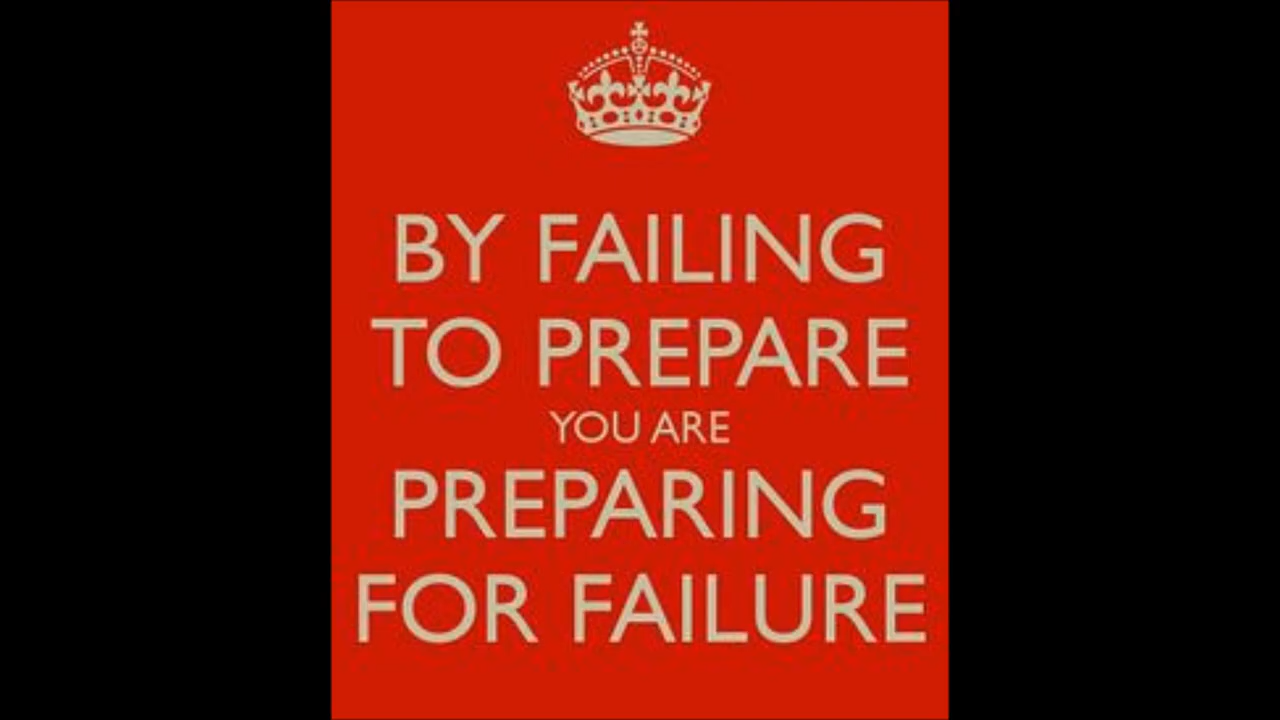 BY FAILING
TO PREPARE
YOU ARE
PREPARING
FOR FAILURE